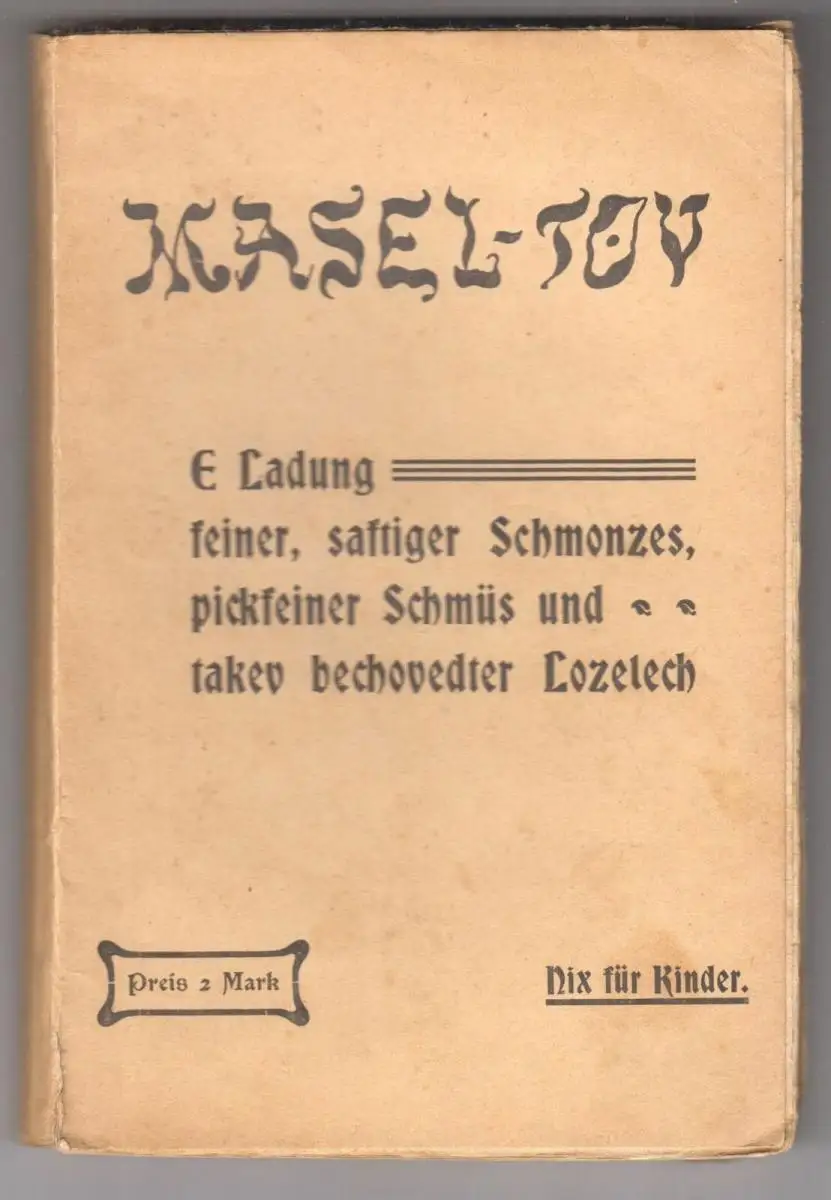 MASEL-TOV
E Ladung
feiner, saftiger Schmonzes,
pickfeiner Schmüs und
takev bechovedter Lozelech
Preis 2 Mark
Nix für Kinder.